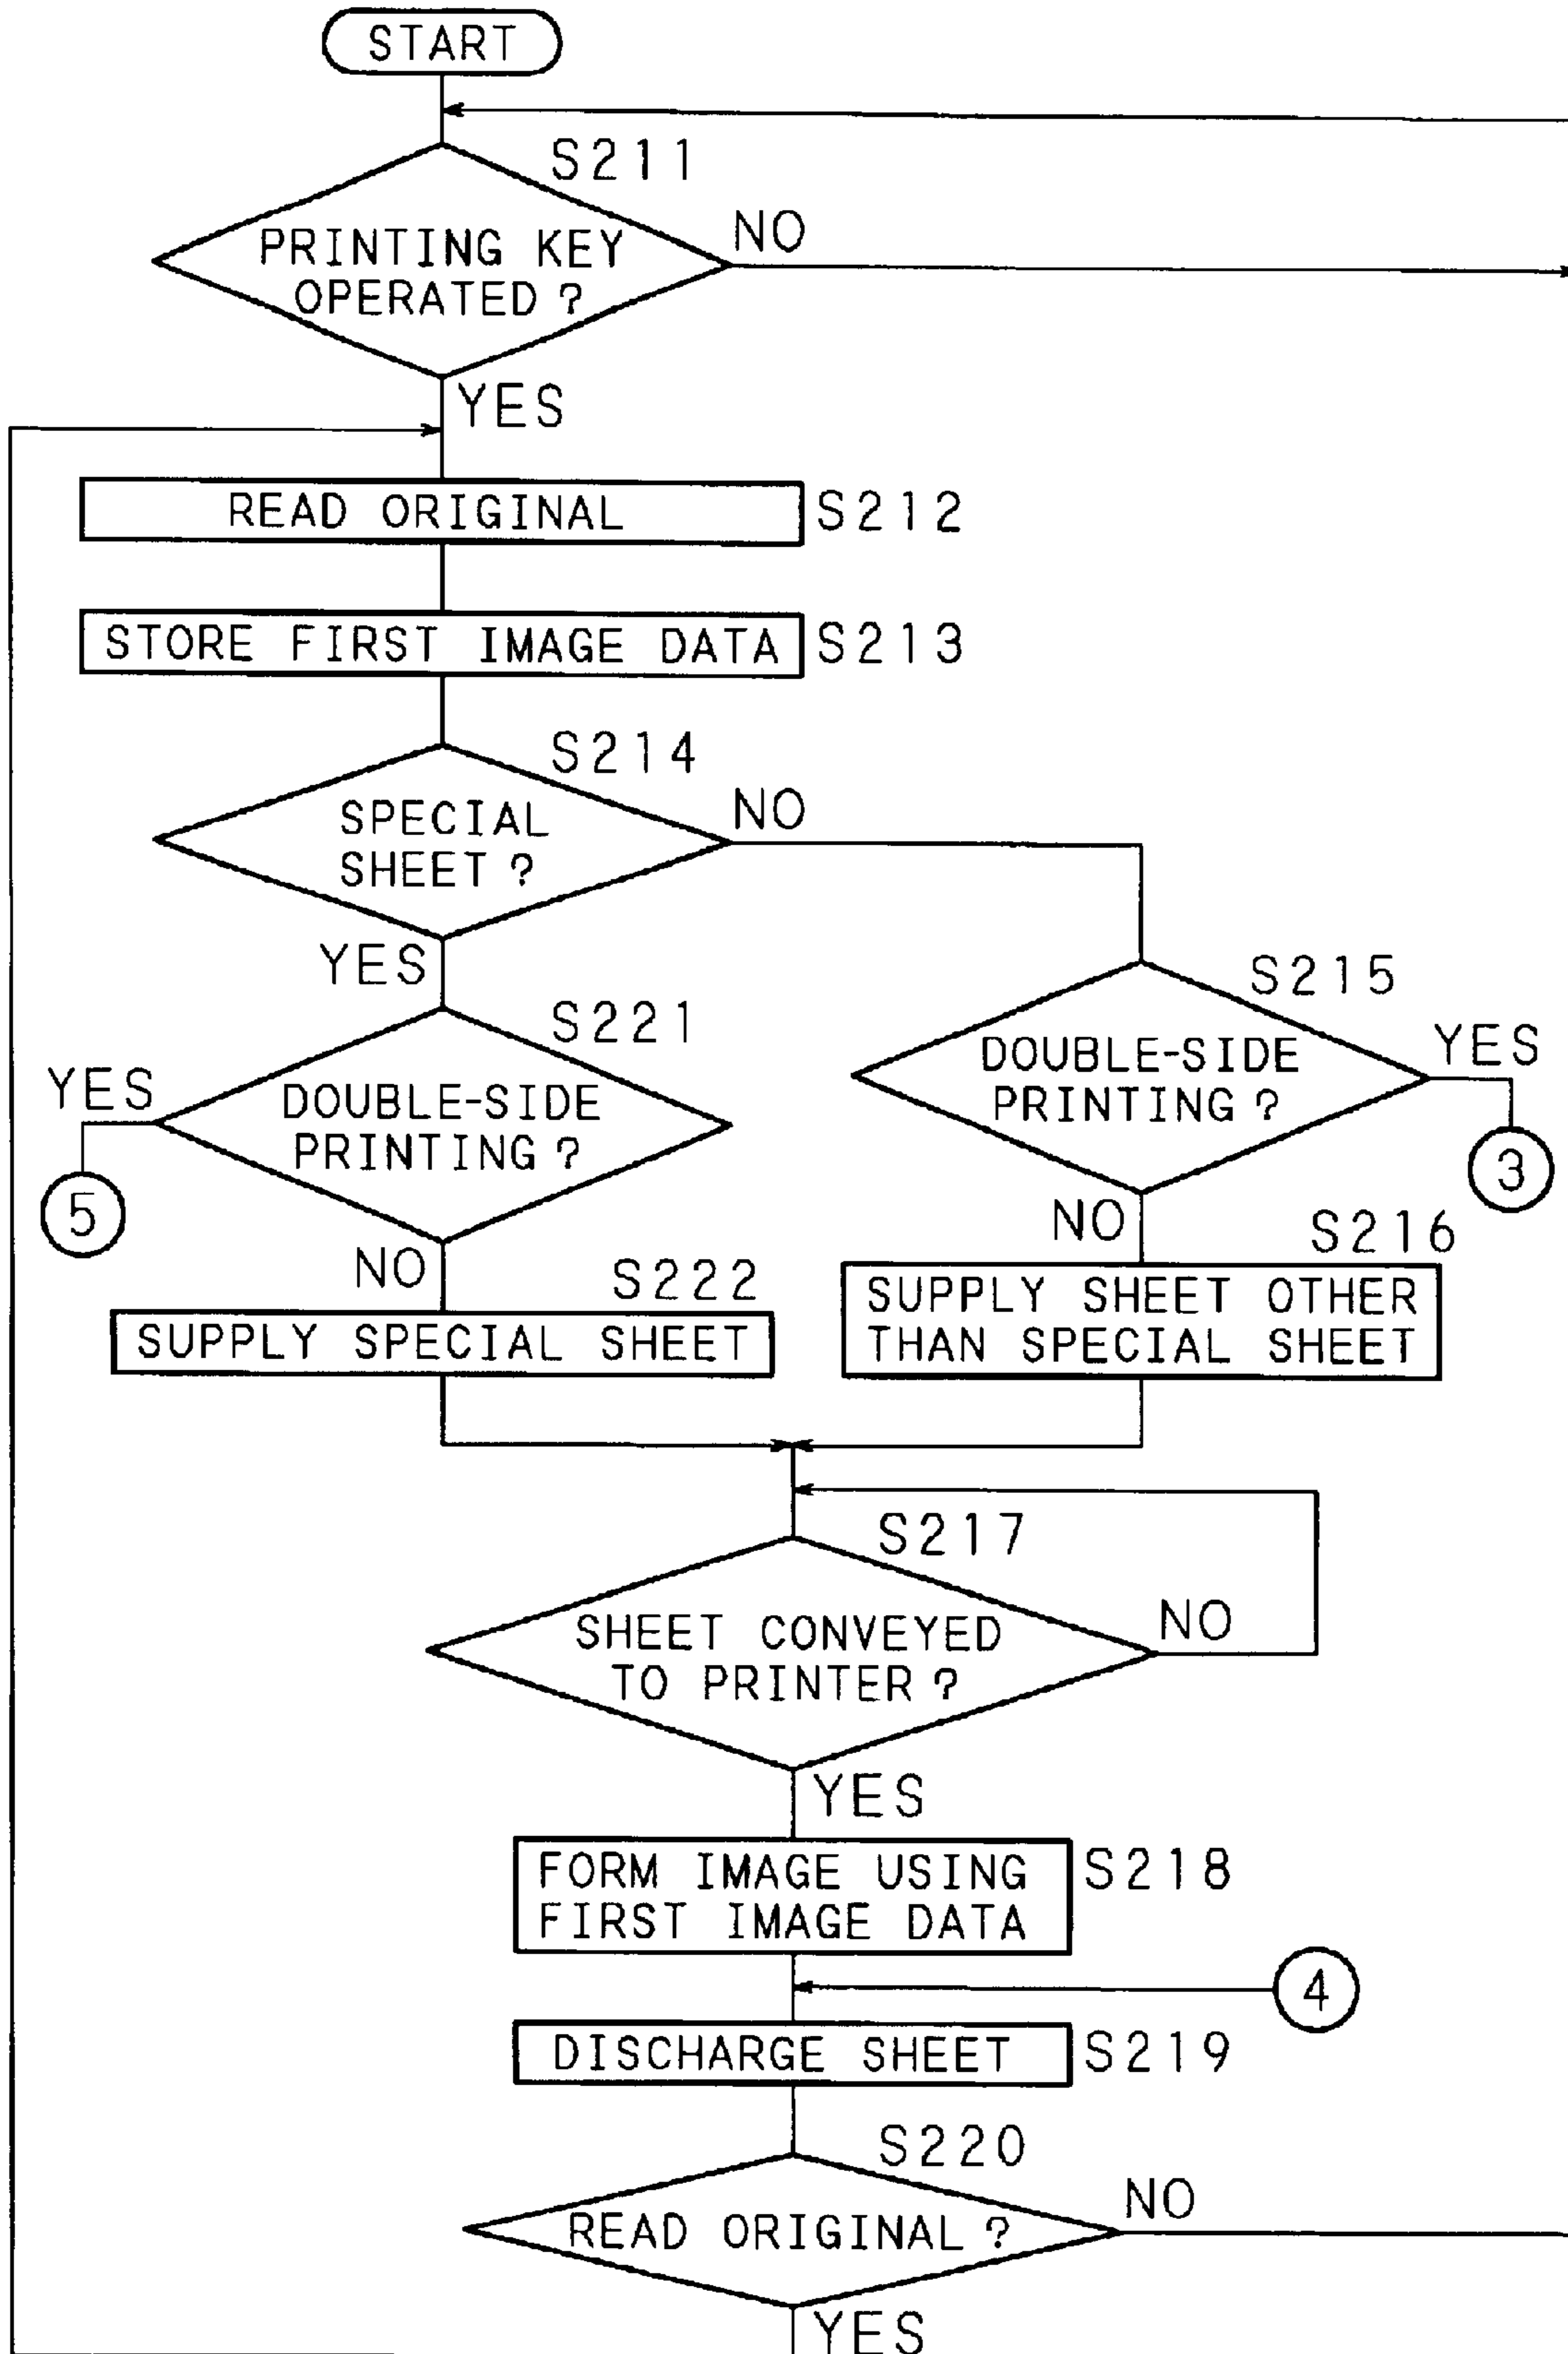 START
S211
PRINTING KEY
OPERATED ?
NO
YES
READ ORIGINAL
S212
STORE FIRST IMAGE DATA
S213
S214
SPECIAL
SHEET ?
NO
YES
S215
DOUBLE-SIDE
PRINTING ?
YES
3
NO
S221
YES
DOUBLE-SIDE
PRINTING ?
5
NO
S222
SUPPLY SPECIAL SHEET
S216
SUPPLY SHEET OTHER
THAN SPECIAL SHEET
S217
SHEET CONVEYED
TO PRINTER ?
NO
YES
FORM IMAGE USING
FIRST IMAGE DATA
S218
4
DISCHARGE SHEET
S219
S220
READ ORIGINAL ?
NO
YES